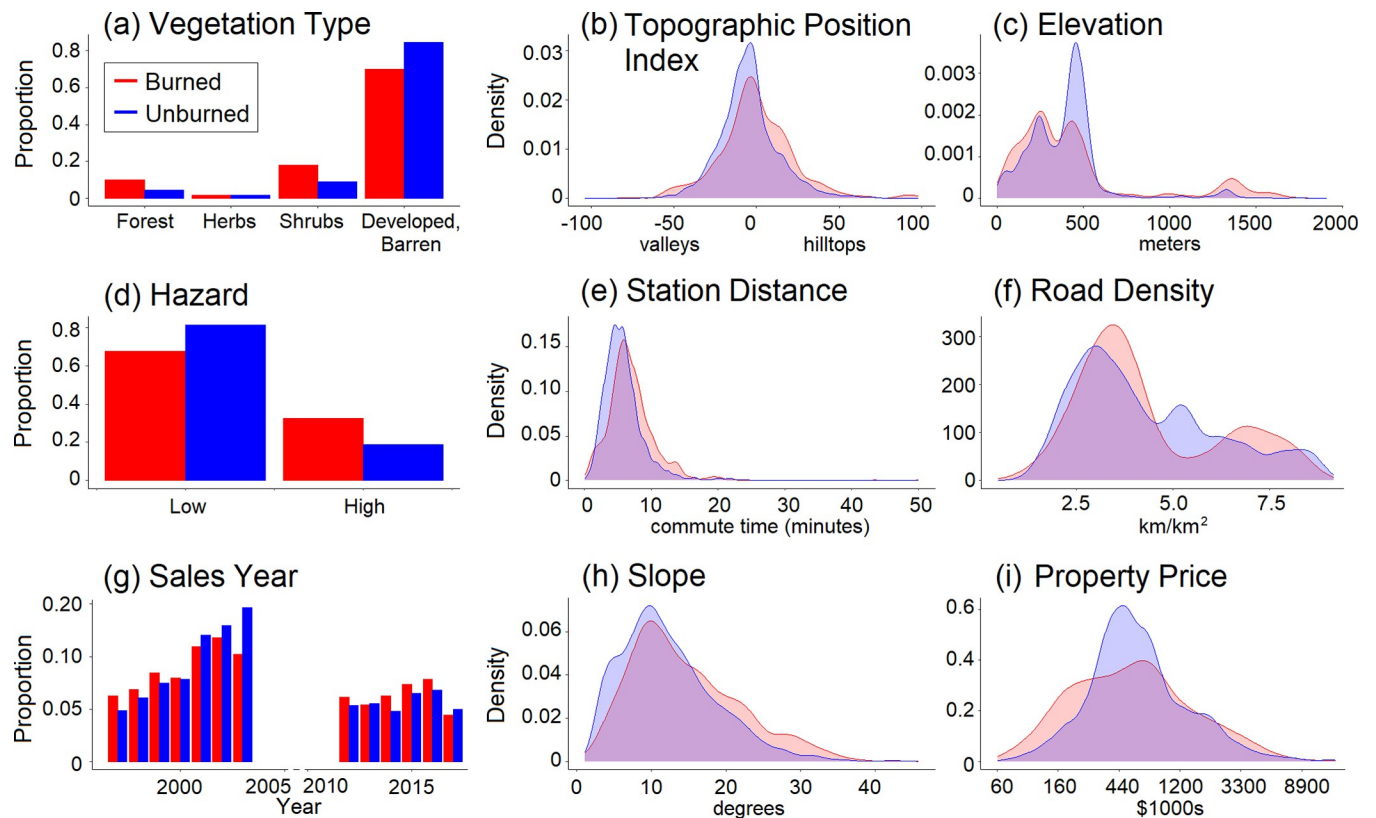 (a) Vegetation Type
Proportion
0.8
0.6
0.4
0.2
0
Burned
Unburned
Forest Herbs Shrubs Developed,
Barren
(b) Topographic Position
Index
Density
0.03
0.02
0.01
0
-100 -50 0 50 100
valleys hilltops
(c) Elevation
0.003
0.002
0.001
0
0 500 1000 1500 2000
meters
(d) Hazard
Proportion
0.8
0.6
0.4
0.2
0
Low High
(e) Station Distance
Density
0.15
0.10
0.05
0
0 10 20 30 40 50
commute time (minutes)
(f) Road Density
300
200
100
0
2.5 5.0 7.5
km/km²
(g) Sales Year
Proportion
0.20
0.10
0.05
0
2000 2005 2010 2015
Year
(h) Slope
Density
0.06
0.04
0.02
0
0 10 20 30 40
degrees
(i) Property Price
0.6
0.4
0.2
0
60 160 440 1200 3300 8900
$1000s